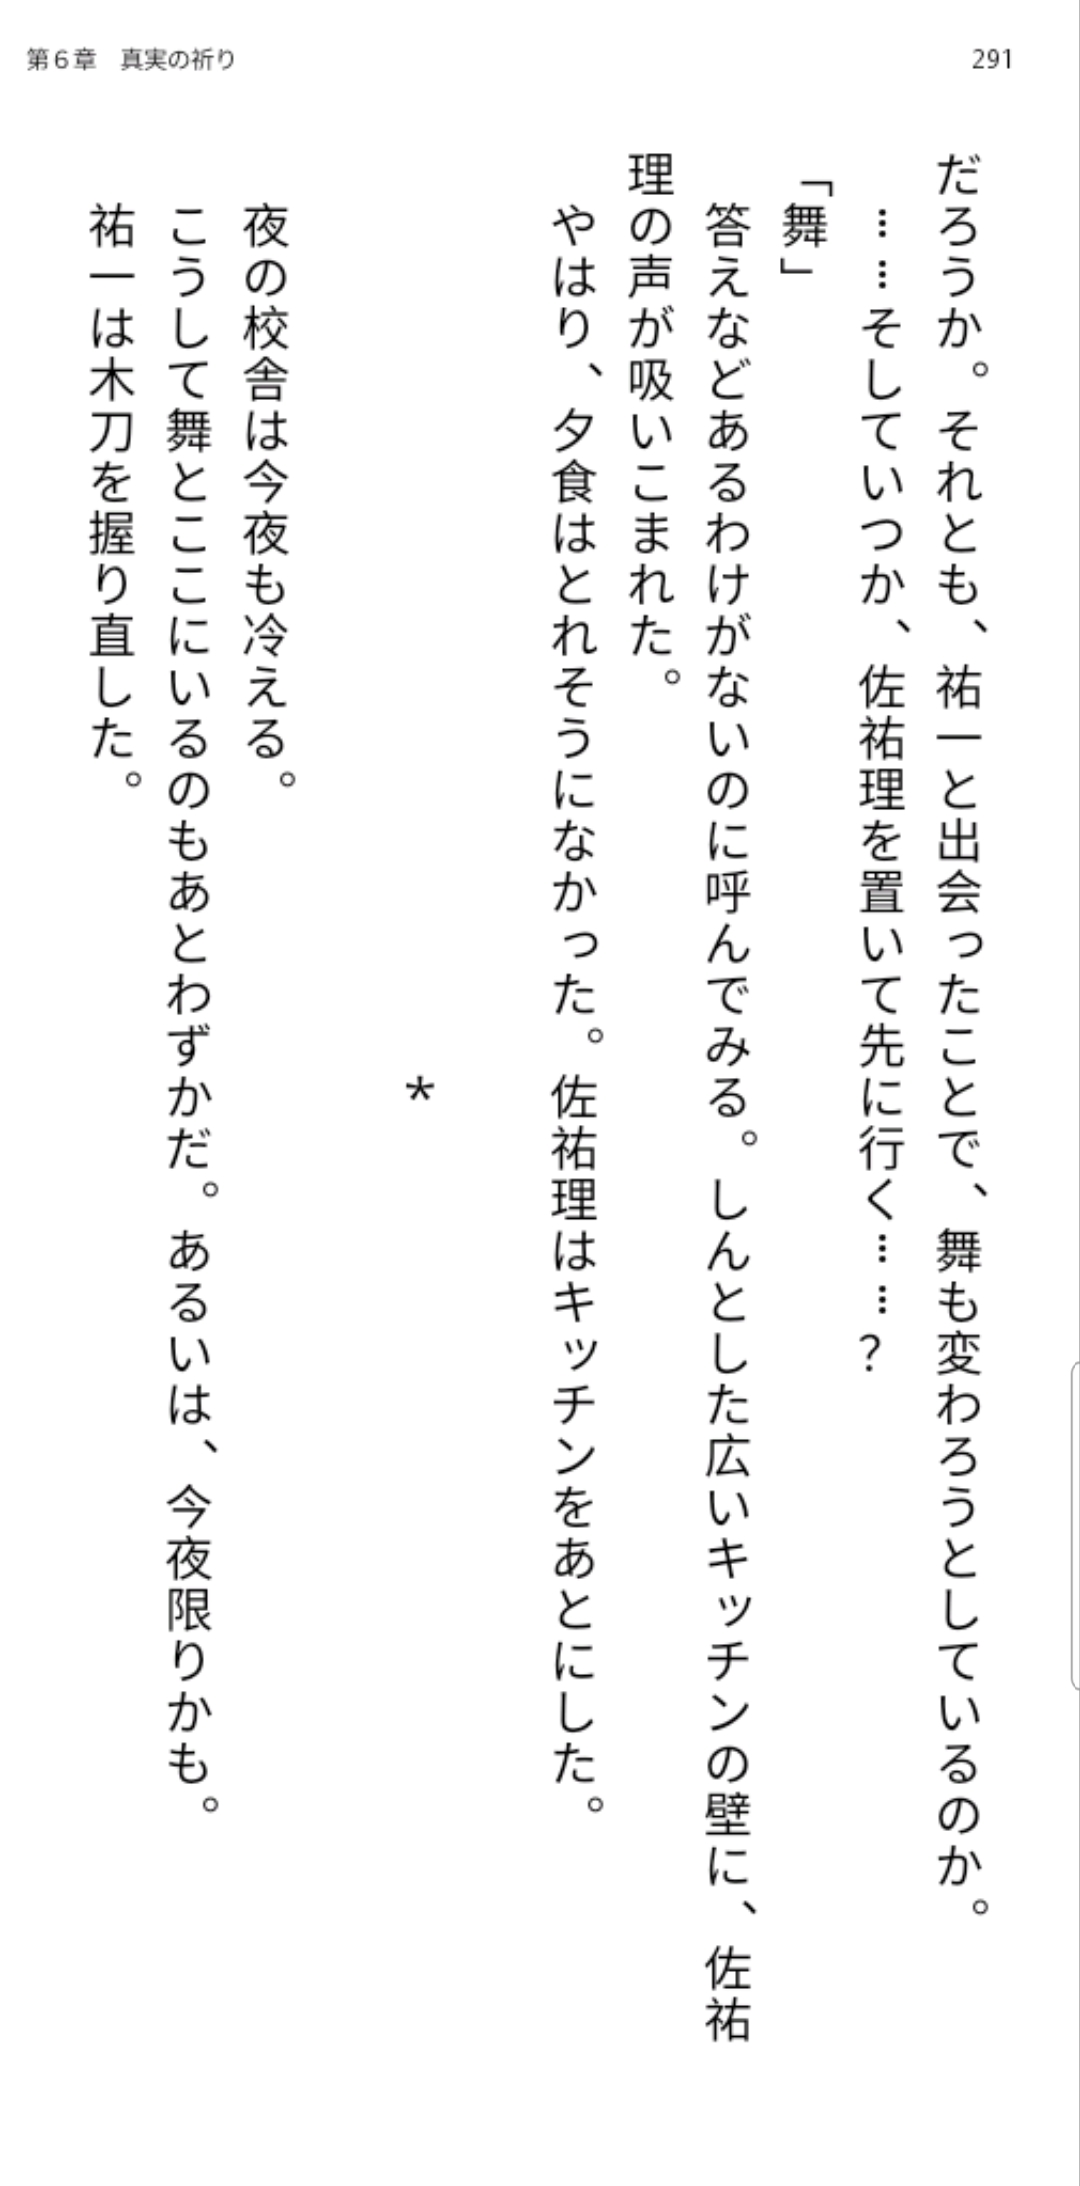 第６章　真実の祈り
291
だろうか。それとも、祐一と出会ったことで、舞も変わろうとしているのか。
　……そしていつか、佐祐理を置いて先に行く……？
「舞」
　答えなどあるわけがないのに呼んでみる。しんとした広いキッチンの壁に、佐祐
理の声が吸いこまれた。
　やはり、夕食はとれそうになかった。佐祐理はキッチンをあとにした。
＊
　夜の校舎は今夜も冷える。
　こうして舞とここにいるのもあとわずかだ。あるいは、今夜限りかも。
　祐一は木刀を握り直した。